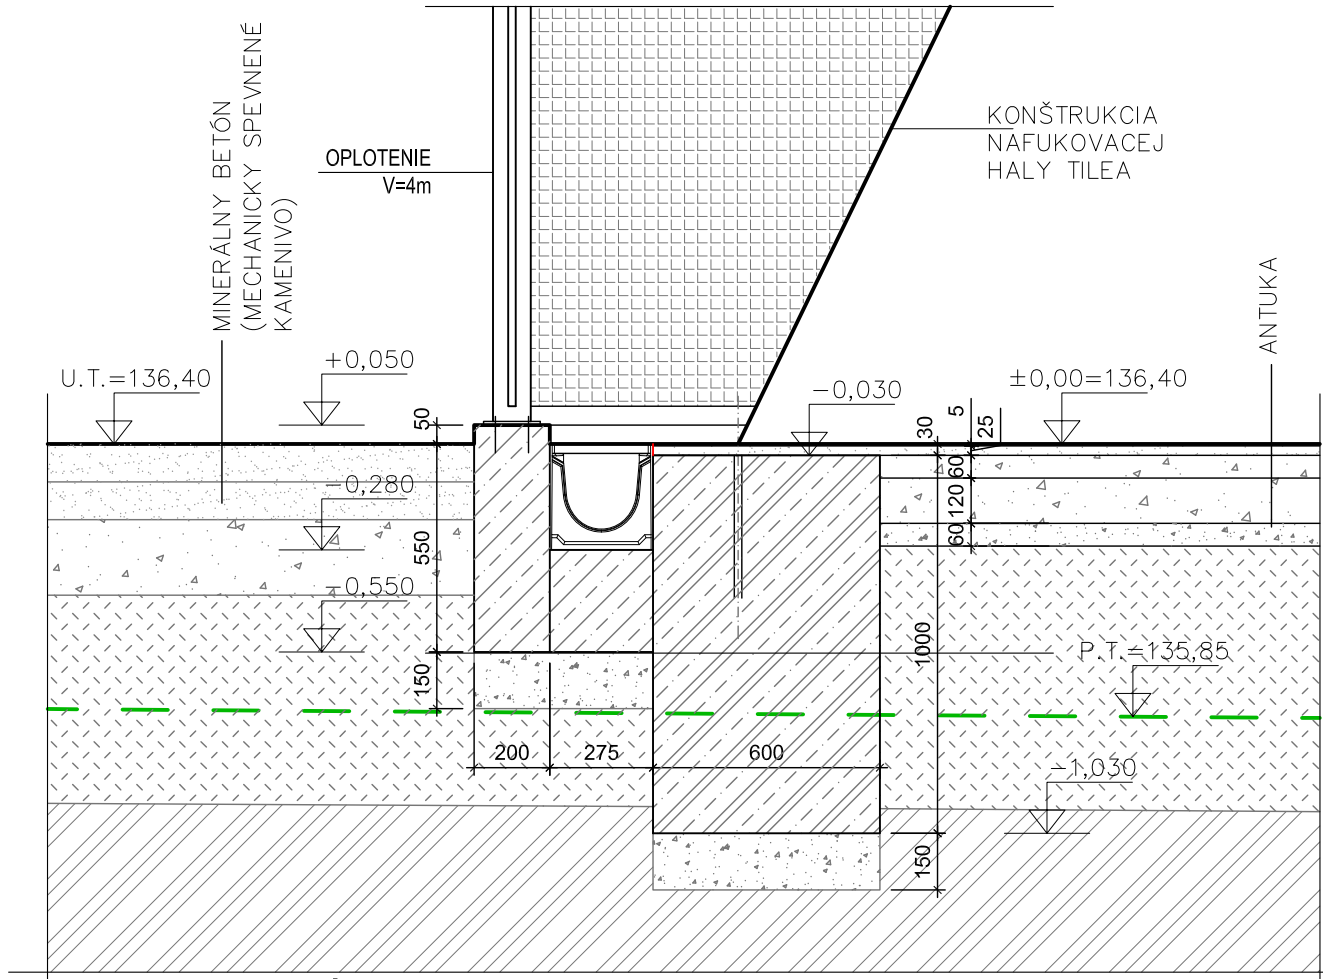 MINERÁLNY BETÓN
(MECHANICKY SPEVNENÉ
KAMENIVO)
OPLOTENIE
V=4m
KONŠTRUKCIA
NAFUKOVACEJ
HALY TILEA
ANTUKA
U.T.=136,40
+0,050
-0,030
±0,00=136,40
50
30
5
25
-0,280
60
120
60
550
-0,550
1000
P.T.=135,85
150
200
275
600
-1,030
150